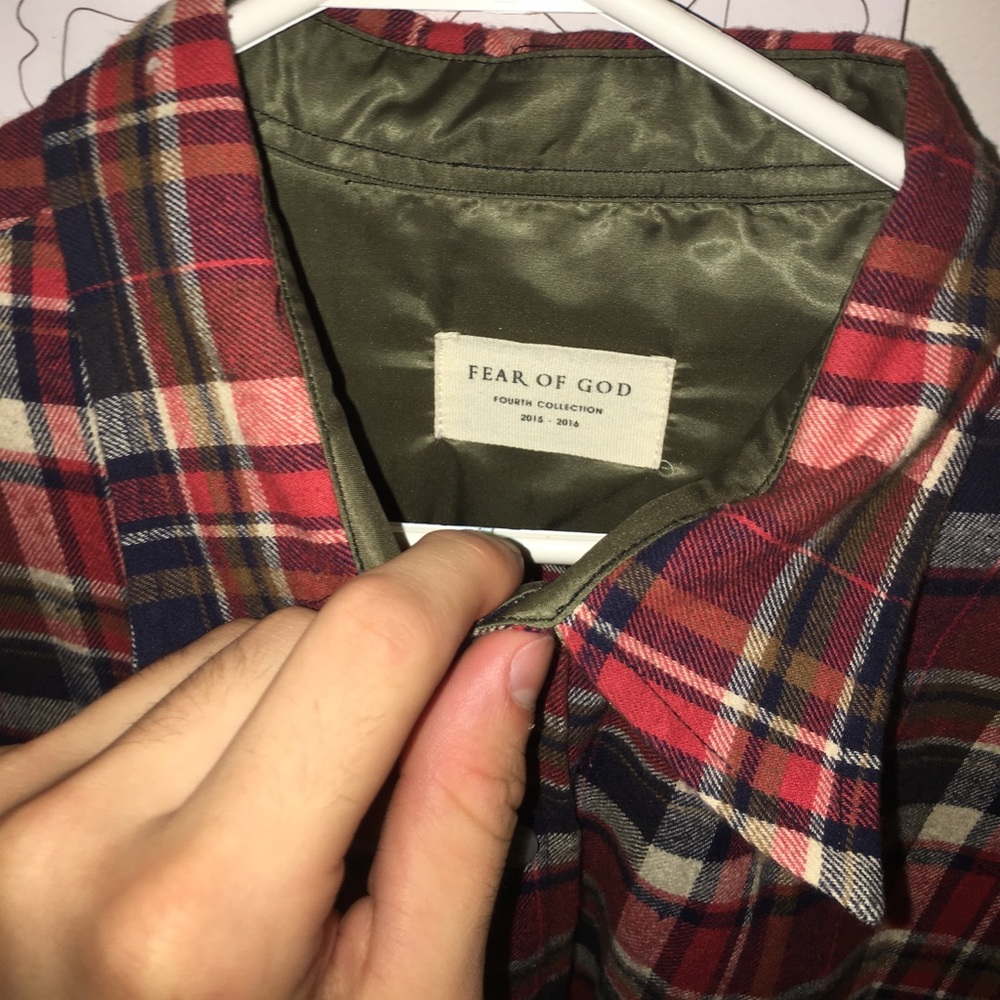 FEAR OF GOD
FOURTH COLLECTION
2015 - 2016